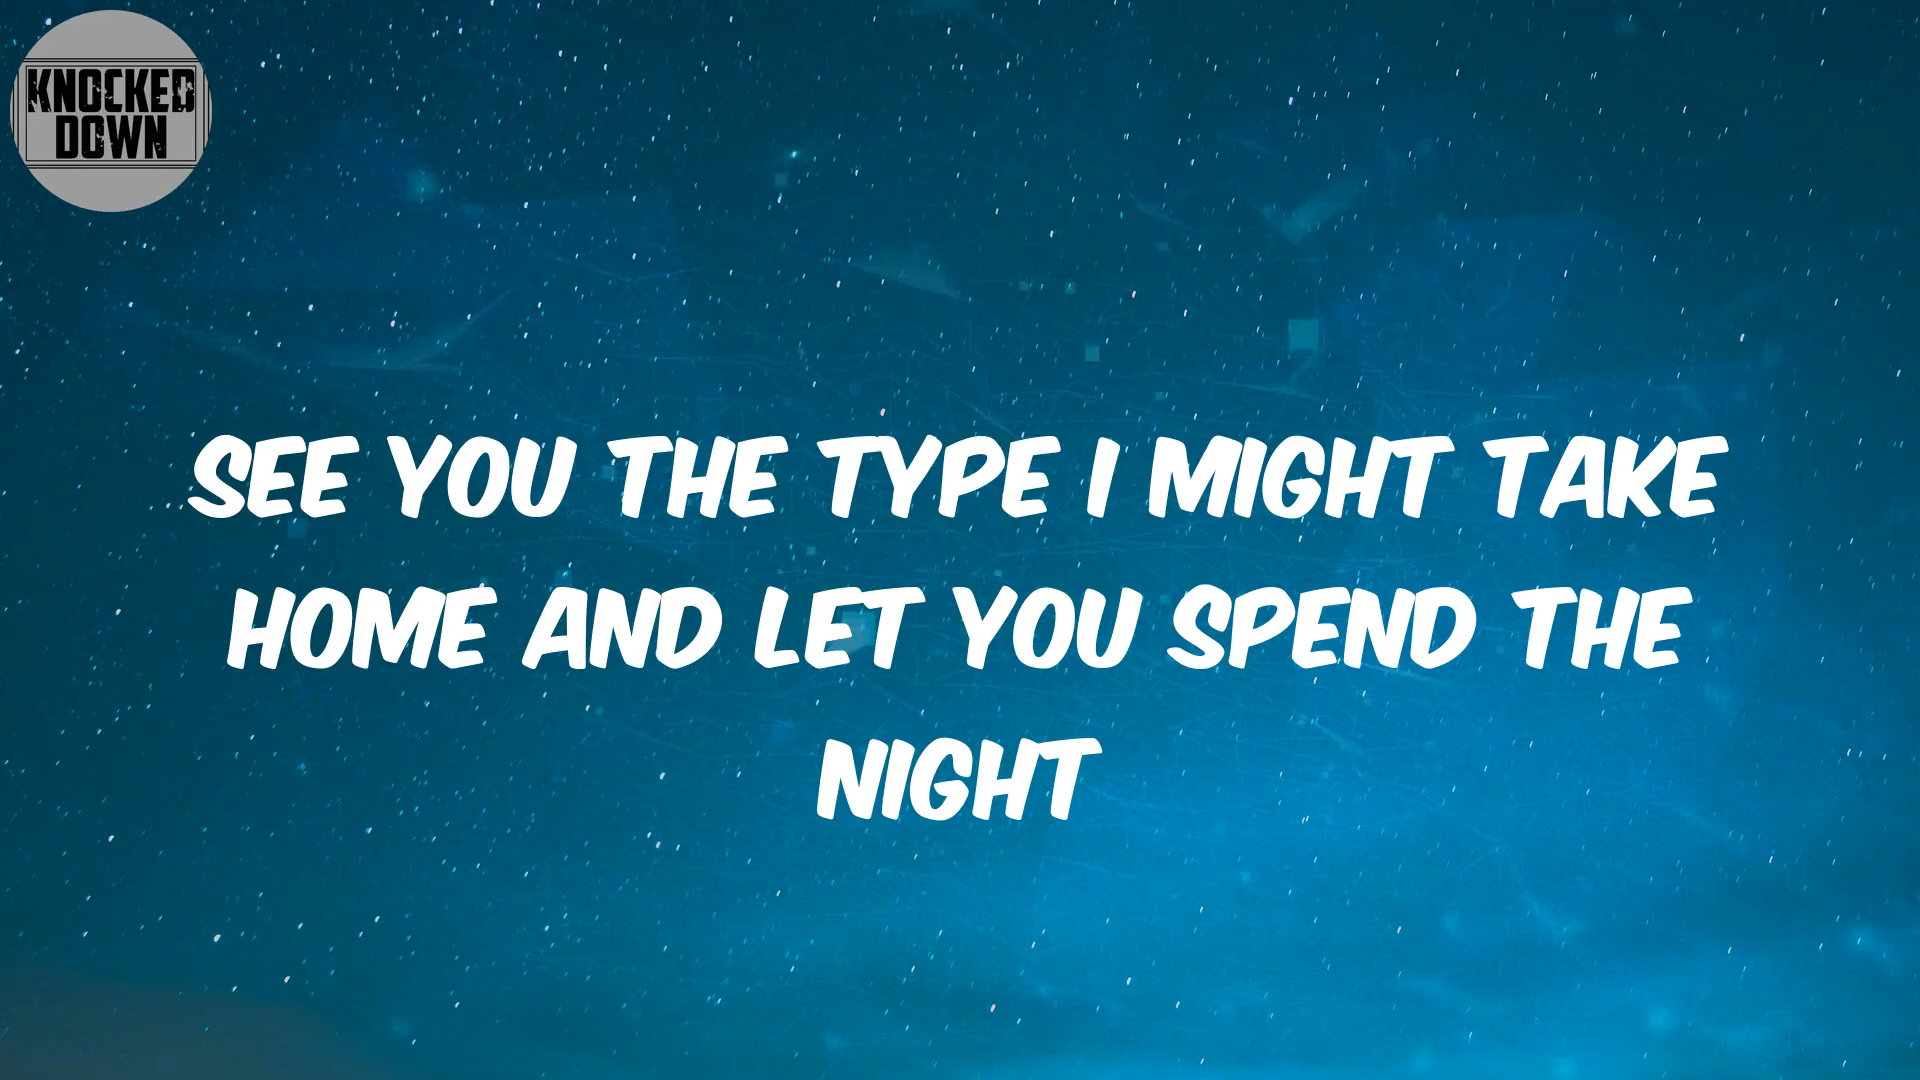 KNOCKED
DOWN
SEE YOU THE TYPE I MIGHT TAKE
HOME AND LET YOU SPEND THE
NIGHT